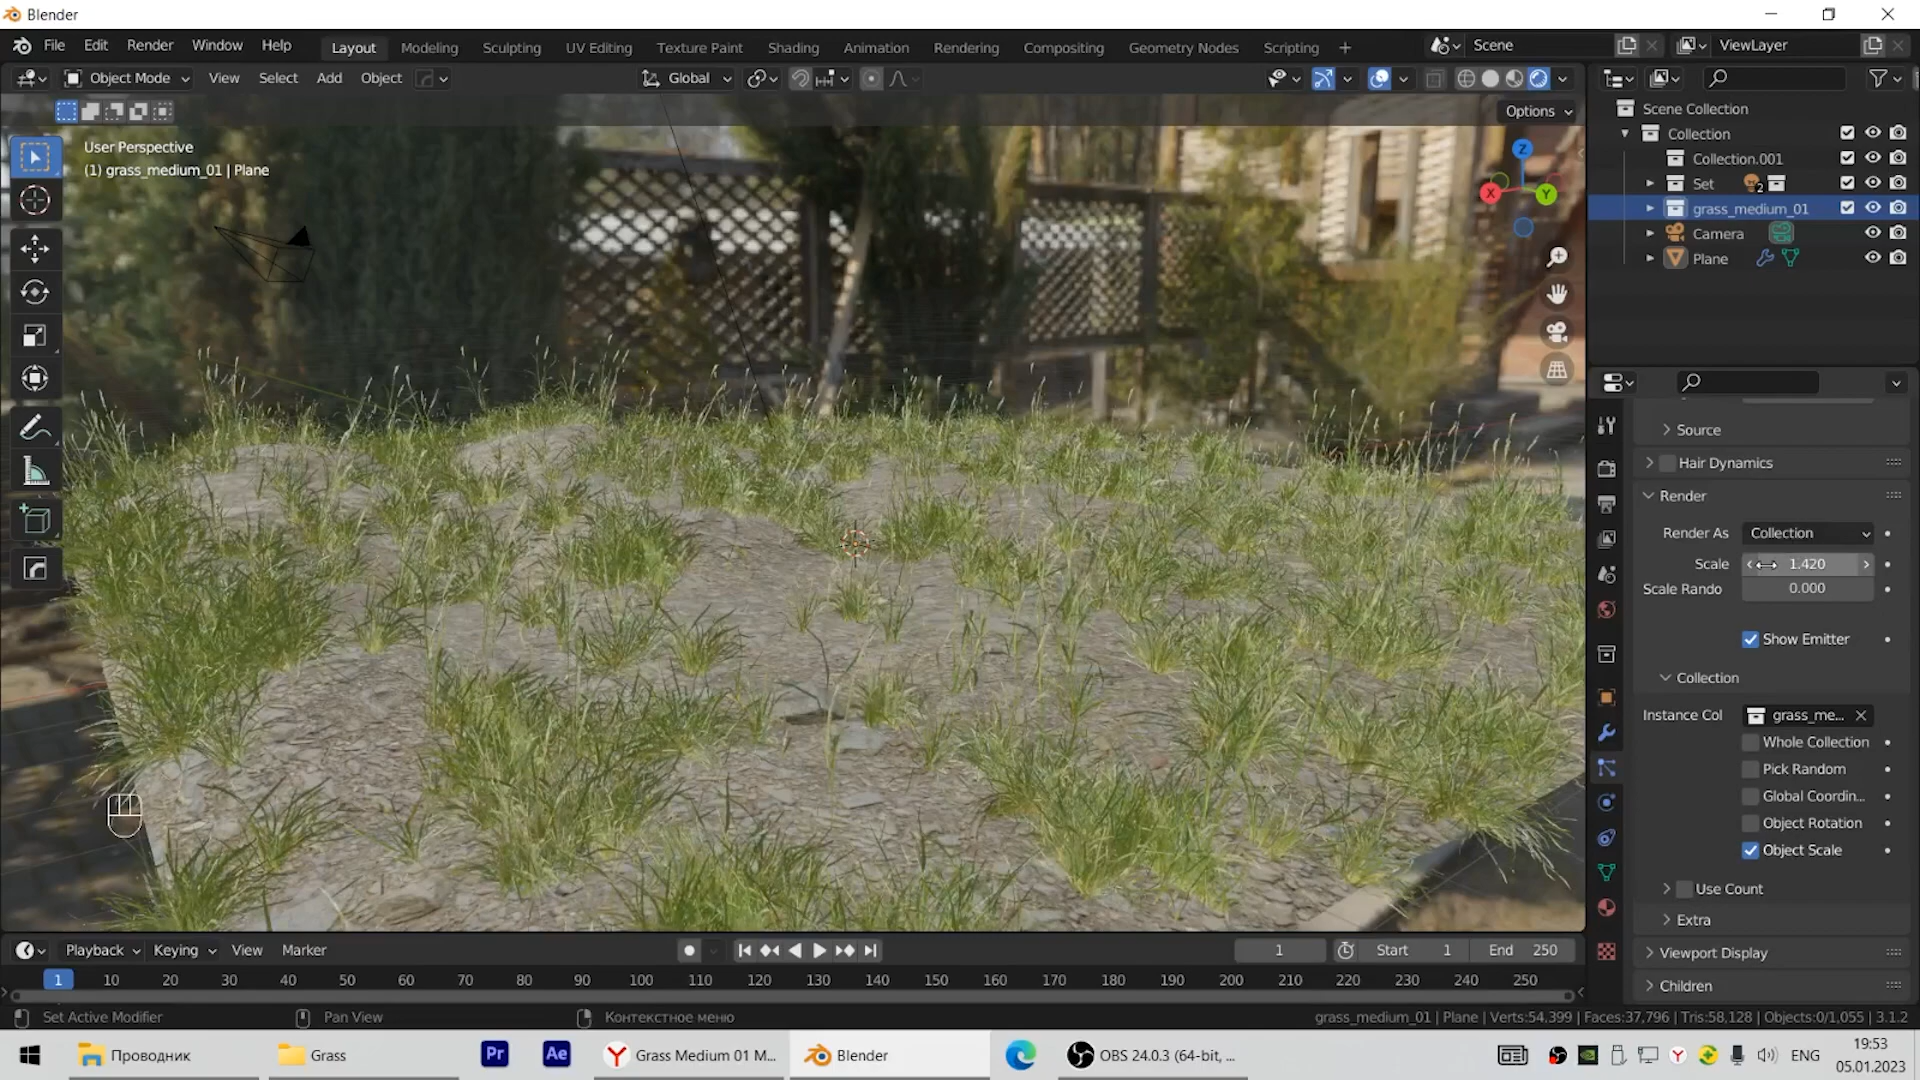 Blender
File Edit Render Window Help Layout Modeling Sculpting UV Editing Texture Paint Shading Animation Rendering Compositing Geometry Nodes Scripting + Scene ViewLayer
Object Mode View Select Add Object Global
Options
User Perspective
(1) grass_medium_01 | Plane
Z
X
Y
Scene Collection
Collection
Collection.001
Set 2
grass_medium_01
Camera
Plane
Source
Hair Dynamics
Render
Render As Collection
Scale 1.420
Scale Rando 0.000
Show Emitter
Collection
Instance Col grass_me...
Whole Collection
Pick Random
Global Coordin...
Object Rotation
Object Scale
Use Count
Extra
Viewport Display
Children
Playback Keying View Marker 1 Start 1 End 250
1 10 20 30 40 50 60 70 80 90 100 110 120 130 140 150 160 170 180 190 200 210 220 230 240 250
Set Active Modifier Pan View Контекстное меню grass_medium_01 | Plane | Verts:54,399 | Faces:37,796 | Tris:58,128 | Objects:0/1,055 | 3.1.2
Проводник Grass Pr Ae Grass Medium 01 M... Blender OBS 24.0.3 (64-bit, ... ENG 19:53
05.01.2023